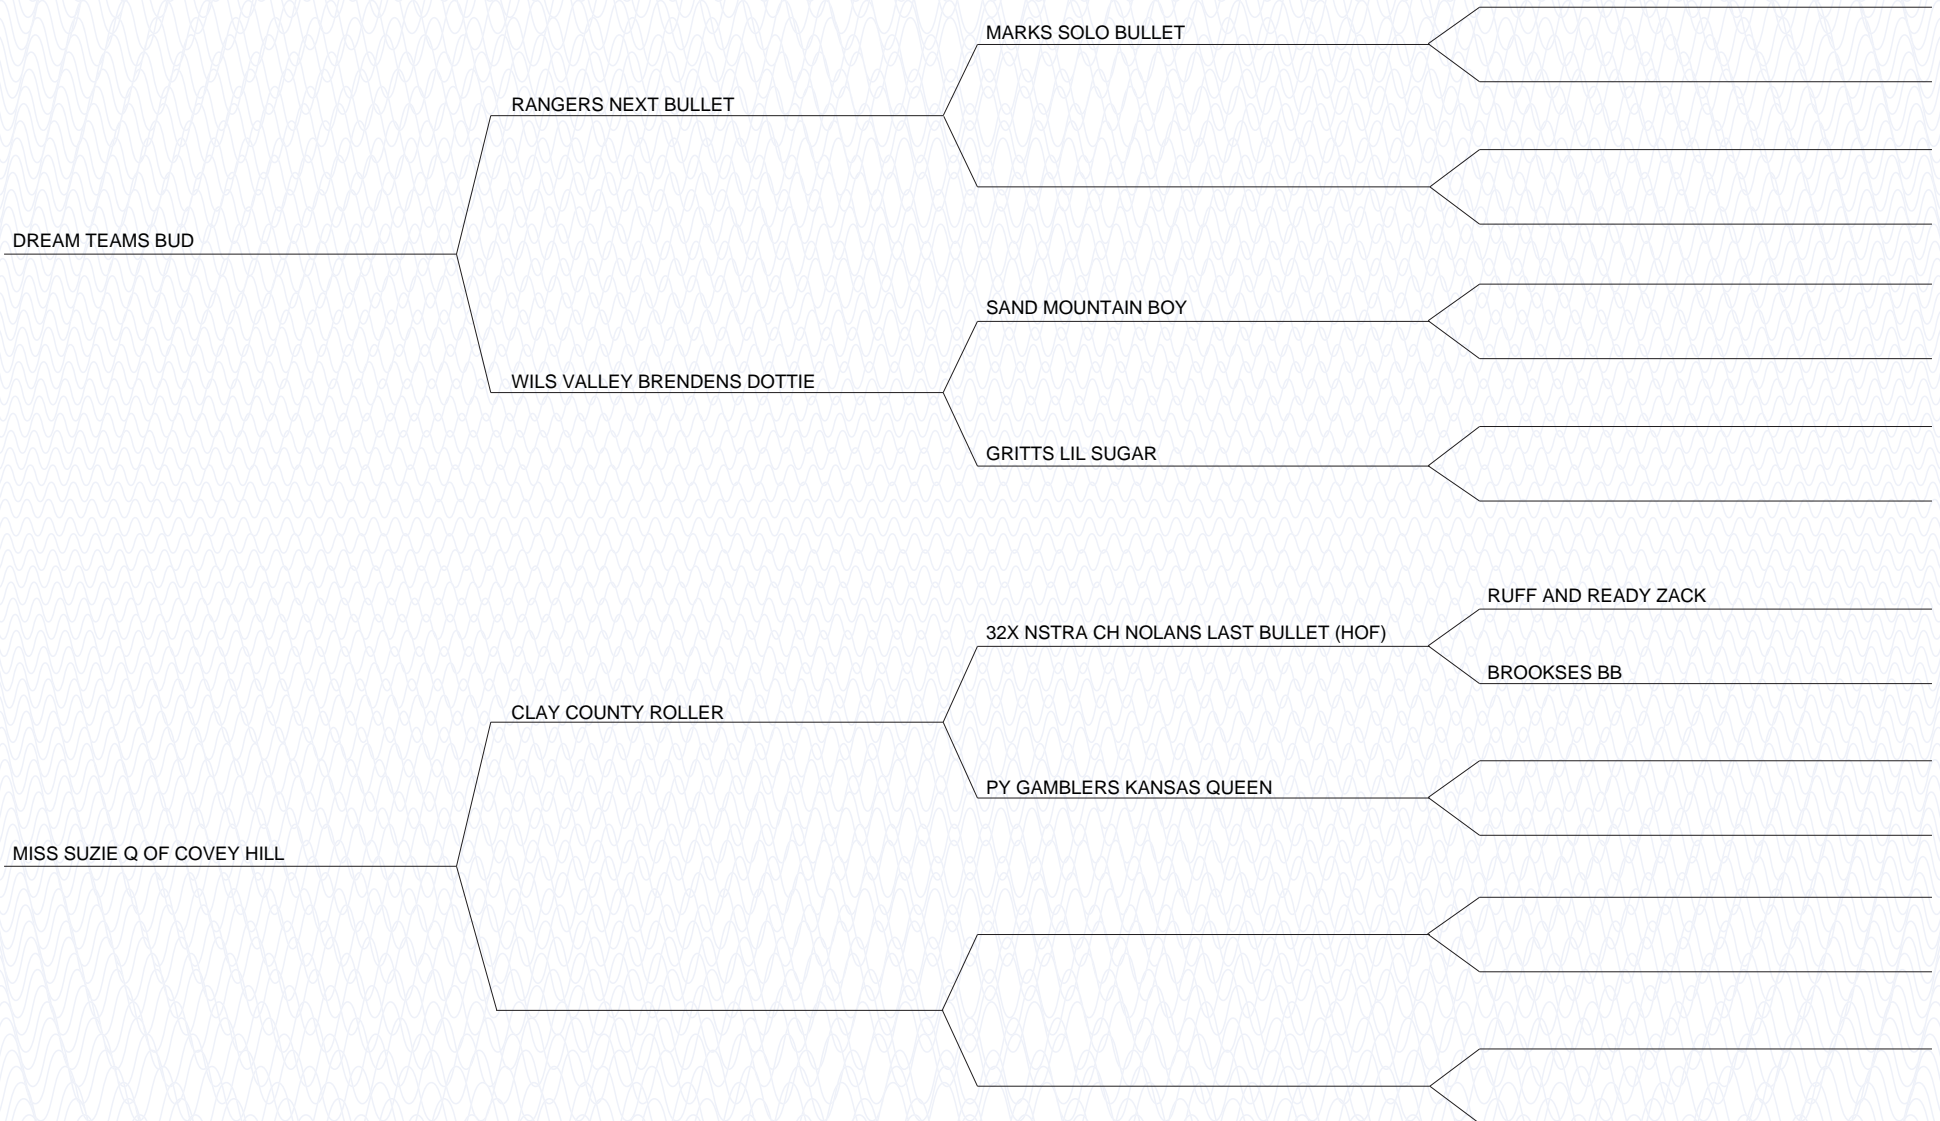 MARKS SOLO BULLET
RANGERS NEXT BULLET
DREAM TEAMS BUD
SAND MOUNTAIN BOY
WILS VALLEY BRENDENS DOTTIE
GRITTS LIL SUGAR
RUFF AND READY ZACK
32X NSTRA CH NOLANS LAST BULLET (HOF)
BROOKSES BB
CLAY COUNTY ROLLER
PY GAMBLERS KANSAS QUEEN
MISS SUZIE Q OF COVEY HILL